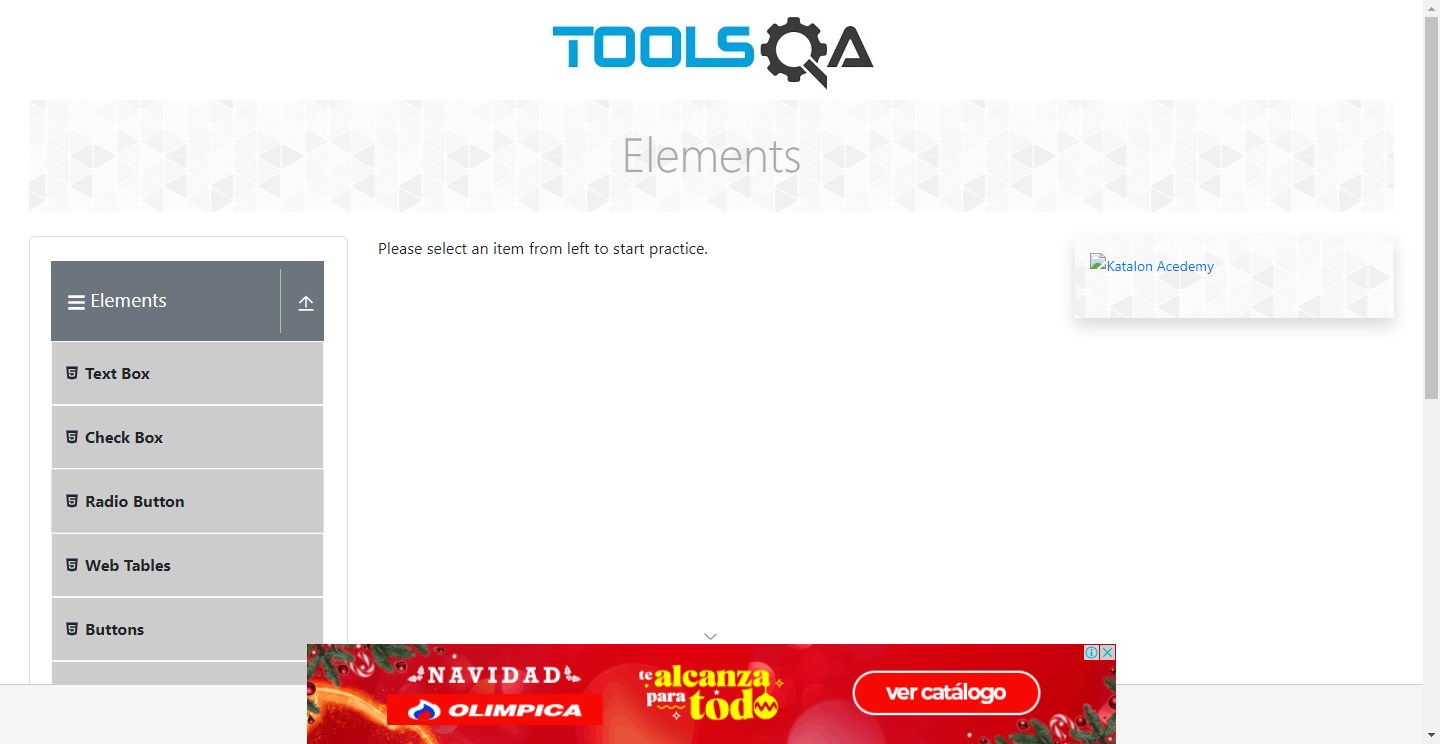 TOOLSQA
Elements
Elements
Text Box
Check Box
Radio Button
Web Tables
Buttons
Please select an item from left to start practice.
Katalon Acedemy
NAVIDAD
OLIMPICA
te alcanza
para todo
ver catálogo